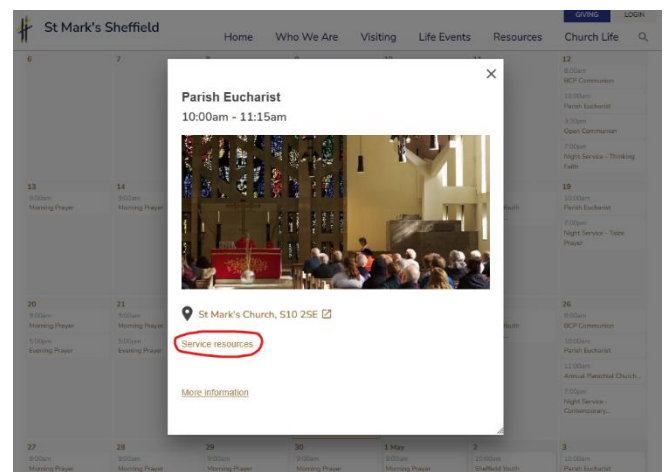 GIVING LOGIN
St Mark's Sheffield
Home Who We Are Visiting Life Events Resources Church Life
6 7 12
8:00am
BCP Communion
10:00am
Parish Eucharist
Open Communion
7:00pm
Night Service - Thinking
Faith
Parish Eucharist
10:00am - 11:15am
13 14 19
9:00am 9:00am 10:00am
Morning Prayer Morning Prayer Parish Eucharist
7:00pm
Night Service - Taize
Prayer
St Mark's Church, S10 2SE
Service resources
More information
20 21 26
9:00am 9:00am 8:00am
Morning Prayer Morning Prayer BCP Communion
5:00pm 5:00pm 10:00am
Evening Prayer Evening Prayer Parish Eucharist
11:00am
Annual Parochial Church...
7:00pm
Night Service -
Contemporary...
27 28 29 30 1 May 2 3
9:00am 9:00am 9:00am 9:00am 9:00am 10:00am 10:00am
Morning Prayer Morning Prayer Morning Prayer Morning Prayer Morning Prayer Sheffield Youth Parish Eucharist